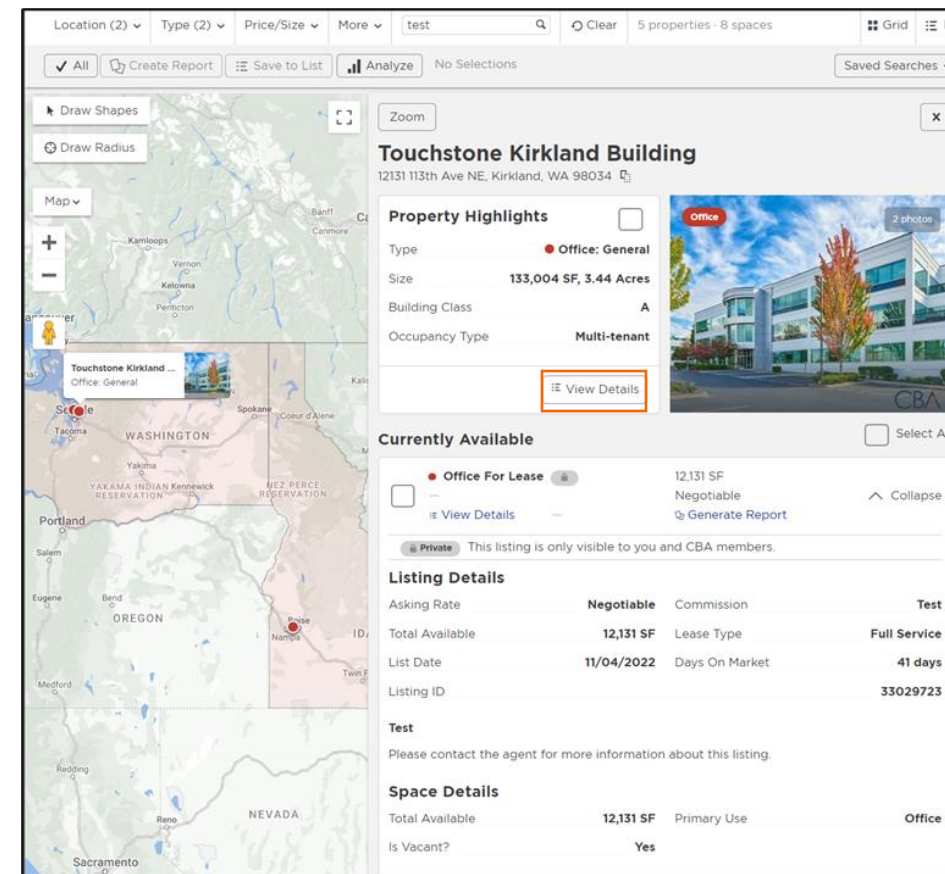 Location (2) Type (2) Price/Size More test Clear 5 properties · 8 spaces Grid
All Create Report Save to List Analyze No Selections Saved Searches
Draw Shapes
Draw Radius
Map
+
−
Banff
Canmore
Kamloops
Vernon
Kelowna
Penticton
Touchstone Kirkland ...
Office: General
Spokane
Coeur d'Alene
Tacoma
WASHINGTON
Yakima
YAKAMA INDIAN RESERVATION
Kennewick
NEZ PERCE RESERVATION
Portland
Salem
Eugene
Bend
OREGON
Boise
Nampa
Medford
Redding
Reno
NEVADA
Sacramento
Zoom x
Touchstone Kirkland Building
12131 113th Ave NE, Kirkland, WA 98034
Property Highlights
Type Office: General
Size 133,004 SF, 3.44 Acres
Building Class A
Occupancy Type Multi-tenant
View Details
Office 2 photos
CBA
Currently Available Select A
Office For Lease 12,131 SF
— Negotiable Collapse
View Details — Generate Report
Private This listing is only visible to you and CBA members.
Listing Details
Asking Rate Negotiable Commission Test
Total Available 12,131 SF Lease Type Full Service
List Date 11/04/2022 Days On Market 41 days
Listing ID 33029723
Test
Please contact the agent for more information about this listing.
Space Details
Total Available 12,131 SF Primary Use Office
Is Vacant? Yes